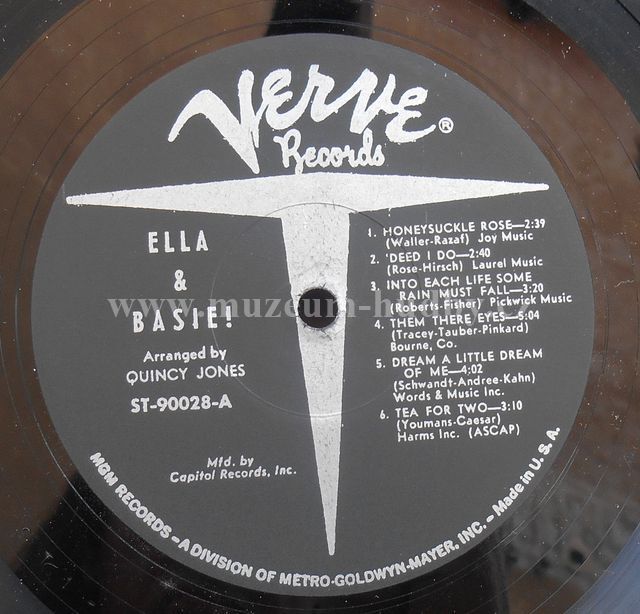 VERVE®
Records
ELLA
&
BASIE!
Arranged by
QUINCY JONES
ST-90028-A
Mfd. by
Capitol Records, Inc.
1. HONEYSUCKLE ROSE—2:39
(Waller-Razaf) Joy Music
2. 'DEED I DO—2:40
(Rose-Hirsch) Laurel Music
3. INTO EACH LIFE SOME
RAIN MUST FALL—3:20
(Roberts-Fisher) Pickwick Music
4. THEM THERE EYES—5:04
(Tracey-Tauber-Pinkard)
Bourne, Co.
5. DREAM A LITTLE DREAM
OF ME—4:02
(Schwandt-Andree-Kahn)
Words & Music Inc.
6. TEA FOR TWO—3:10
(Youmans-Caesar)
Harms Inc. (ASCAP)
MGM RECORDS – A DIVISION OF METRO-GOLDWYN-MAYER, INC. – Made in U. S. A.